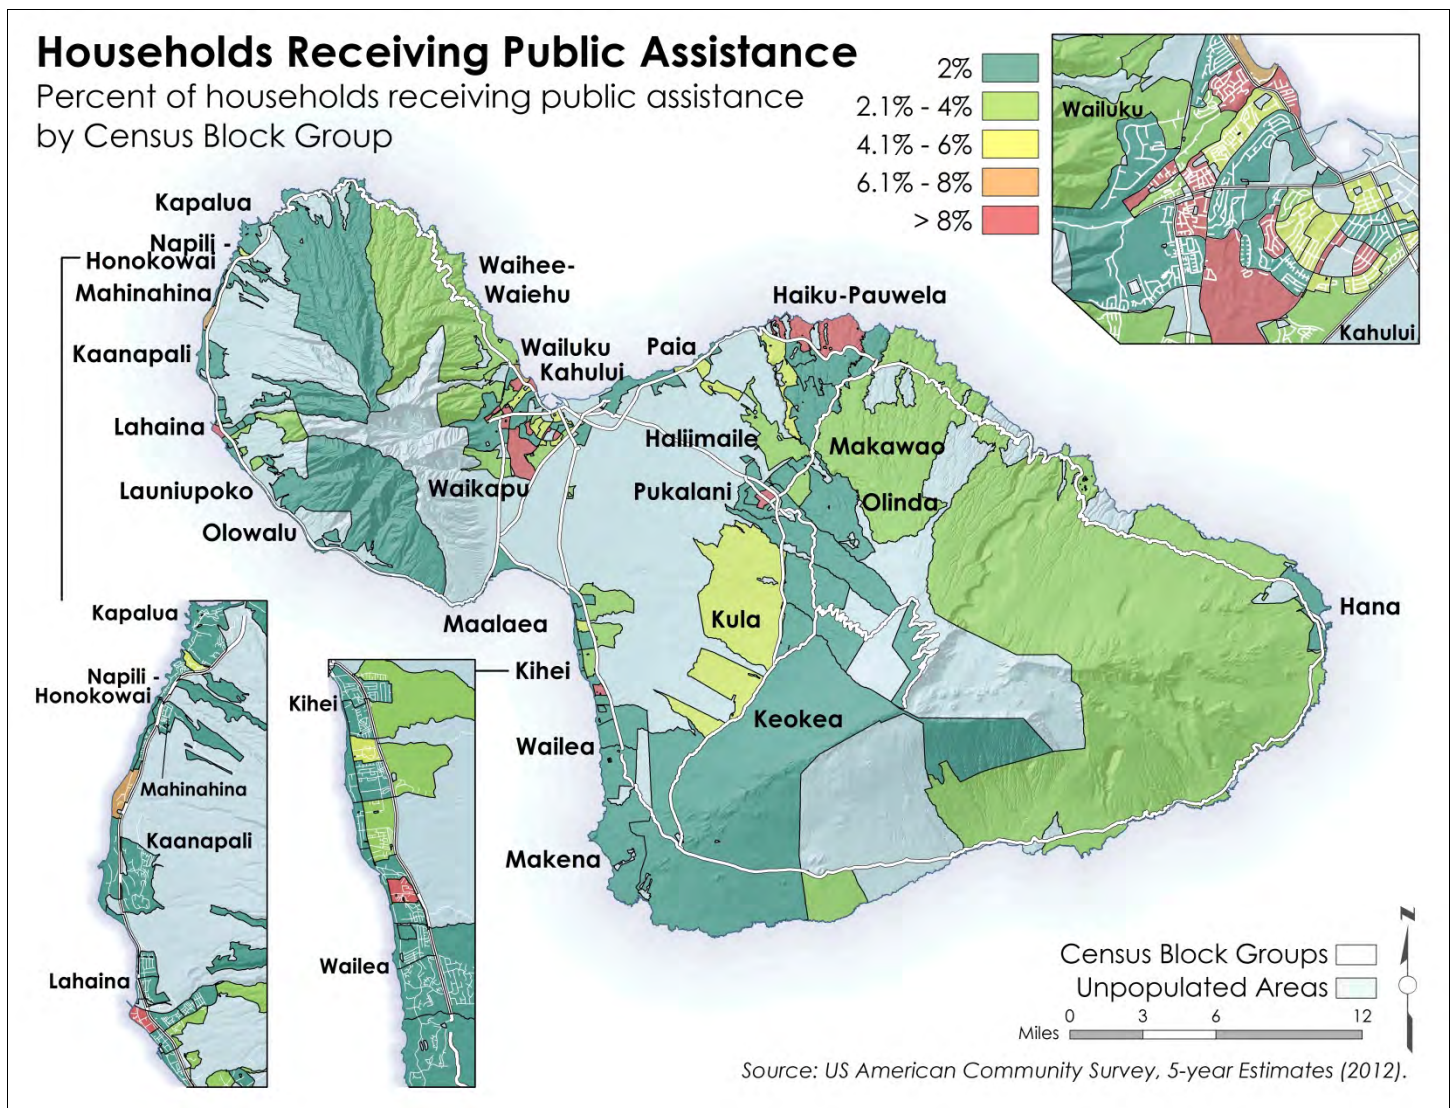 Households Receiving Public Assistance
Percent of households receiving public assistance
by Census Block Group
2%
2.1% - 4%
4.1% - 6%
6.1% - 8%
> 8%
Wailuku
Kahului
Kapalua
Napili -
Honokowai
Mahinahina
Kaanapali
Lahaina
Launiupoko
Olowalu
Waihee-
Waiehu
Wailuku
Kahului
Waikapu
Maalaea
Paia
Haiku-Pauwela
Haliimaile
Pukalani
Makawao
Olinda
Kula
Keokea
Hana
Kihei
Wailea
Makena
Kapalua
Napili -
Honokowai
Mahinahina
Kaanapali
Lahaina
Kihei
Wailea
Census Block Groups
Unpopulated Areas
0 3 6 12
Miles
N
Source: US American Community Survey, 5-year Estimates (2012).